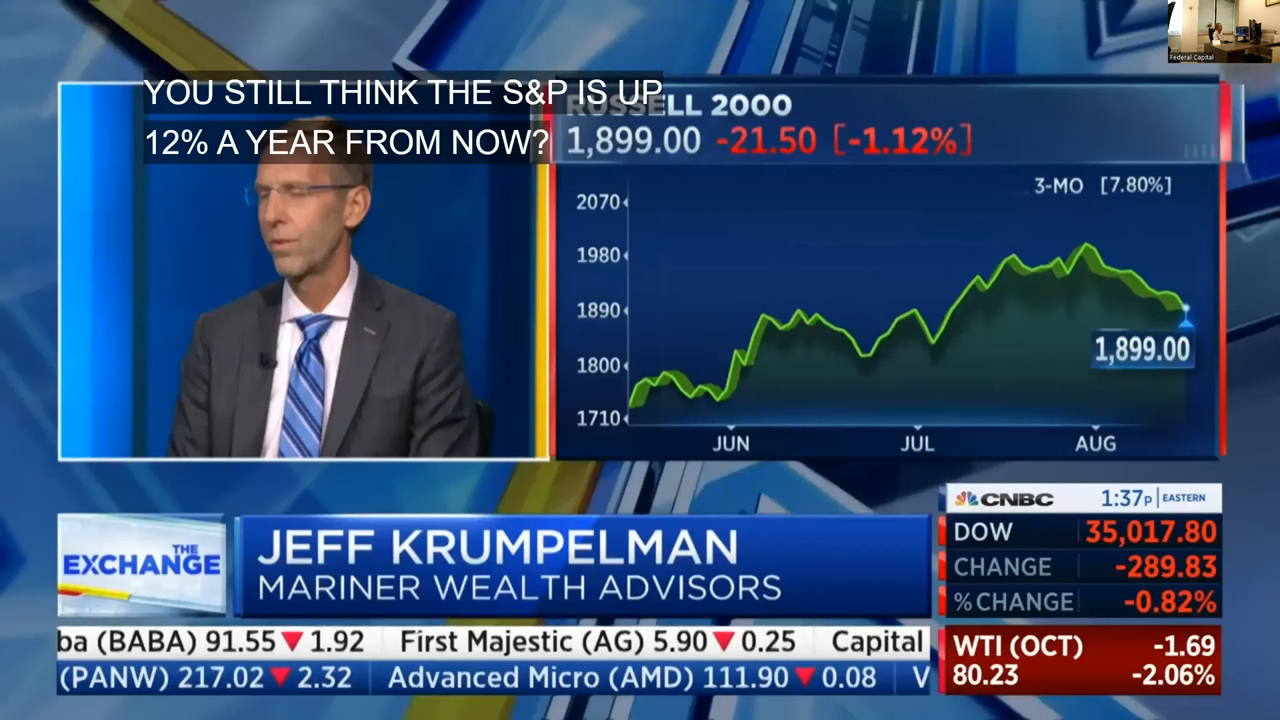 Federal Capital
YOU STILL THINK THE S&P IS UP
12% A YEAR FROM NOW?
RUSSELL 2000
1,899.00 -21.50 [-1.12%]
3-MO [7.80%]
2070
1980
1890
1800
1710
1,899.00
JUN JUL AUG
CNBC 1:37P EASTERN
DOW 35,017.80
CHANGE -289.83
% CHANGE -0.82%
WTI (OCT) -1.69
80.23 -2.06%
THE
EXCHANGE
JEFF KRUMPELMAN
MARINER WEALTH ADVISORS
ba (BABA) 91.55 ▼ 1.92 First Majestic (AG) 5.90 ▼ 0.25 Capital
(PANW) 217.02 ▼ 2.32 Advanced Micro (AMD) 111.90 ▼ 0.08 V